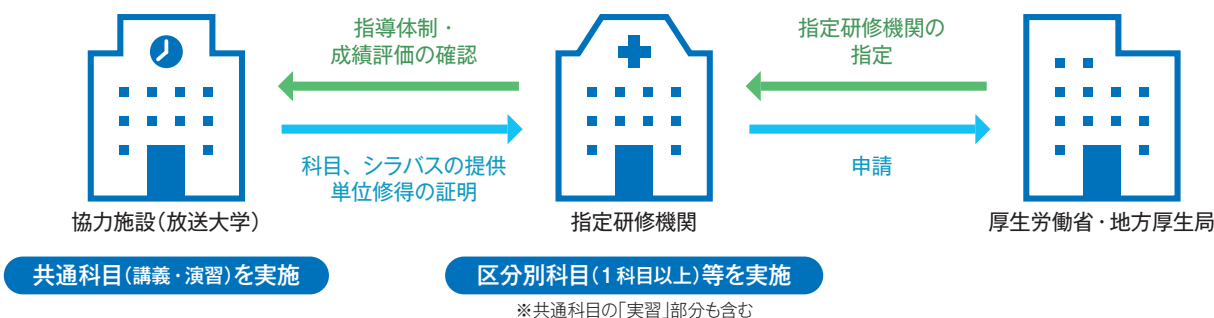 指導体制・
成績評価の確認
指定研修機関の
指定
科目、シラバスの提供
単位修得の証明
申請
協力施設(放送大学)
指定研修機関
厚生労働省・地方厚生局
共通科目(講義・演習)を実施
区分別科目(1科目以上)等を実施
※共通科目の「実習」部分も含む